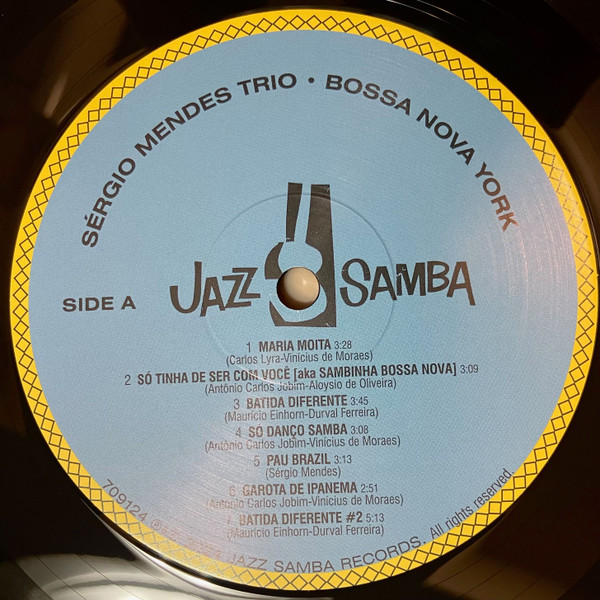 SÉRGIO MENDES TRIO • BOSSA NOVA YORK
JAZZ SAMBA
SIDE A
1 MARIA MOITA 3:28
(Carlos Lyra-Vinicius de Moraes)
2 SÓ TINHA DE SER COM VOCÊ [aka SAMBINHA BOSSA NOVA] 3:09
(Antônio Carlos Jobim-Aloysio de Oliveira)
3 BATIDA DIFERENTE 3:45
(Maurício Einhorn-Durval Ferreira)
4 SÓ DANÇO SAMBA 3:08
(Antônio Carlos Jobim-Vinicius de Moraes)
5 PAU BRAZIL 3:13
(Sérgio Mendes)
6 GAROTA DE IPANEMA 2:51
(Antonio Carlos Jobim-Vinicius de Moraes)
7 BATIDA DIFERENTE #2 5:13
(Maurício Einhorn-Durval Ferreira)
709124 JAZZ SAMBA RECORDS. All rights reserved.